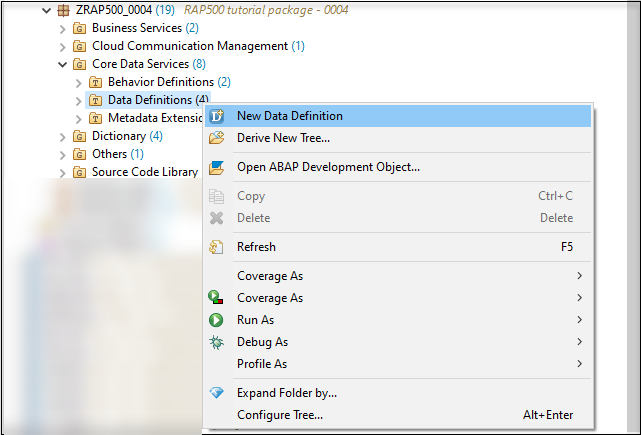 ZRAP500_0004 (19) RAP500 tutorial package - 0004
Business Services (2)
Cloud Communication Management (1)
Core Data Services (8)
Behavior Definitions (2)
Data Definitions (4)
Metadata Extensic
Dictionary (4)
Others (1)
Source Code Library
New Data Definition
Derive New Tree...
Open ABAP Development Object...
Copy Ctrl+C
Delete Delete
Refresh F5
Coverage As
Coverage As
Run As
Debug As
Profile As
Expand Folder by...
Configure Tree... Alt+Enter